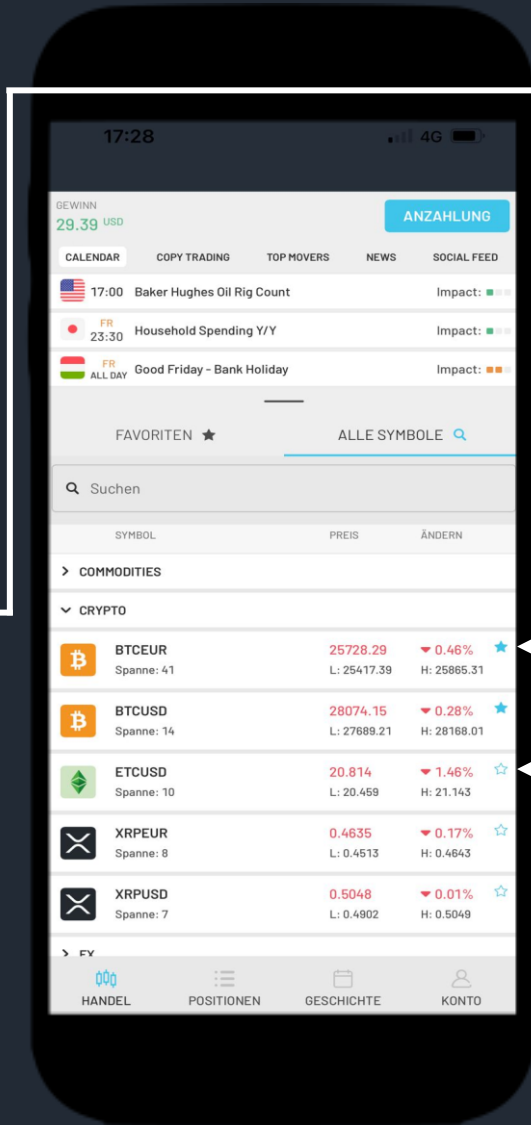 17:28 4G
GEWINN
29.39 USD
ANZAHLUNG
CALENDAR COPY TRADING TOP MOVERS NEWS SOCIAL FEED
17:00 Baker Hughes Oil Rig Count Impact:
FR
23:30 Household Spending Y/Y Impact:
FR
ALL DAY Good Friday - Bank Holiday Impact:
FAVORITEN ALLE SYMBOLE
Suchen
SYMBOL PREIS ÄNDERN
COMMODITIES
CRYPTO
BTCEUR 25728.29 0.46%
Spanne: 41 L: 25417.39 H: 25865.31
BTCUSD 28074.15 0.28%
Spanne: 14 L: 27689.21 H: 28168.01
ETCUSD 20.814 1.46%
Spanne: 10 L: 20.459 H: 21.143
XRPEUR 0.4635 0.17%
Spanne: 8 L: 0.4513 H: 0.4643
XRPUSD 0.5048 0.01%
Spanne: 7 L: 0.4902 H: 0.5049
FX
HANDEL POSITIONEN GESCHICHTE KONTO